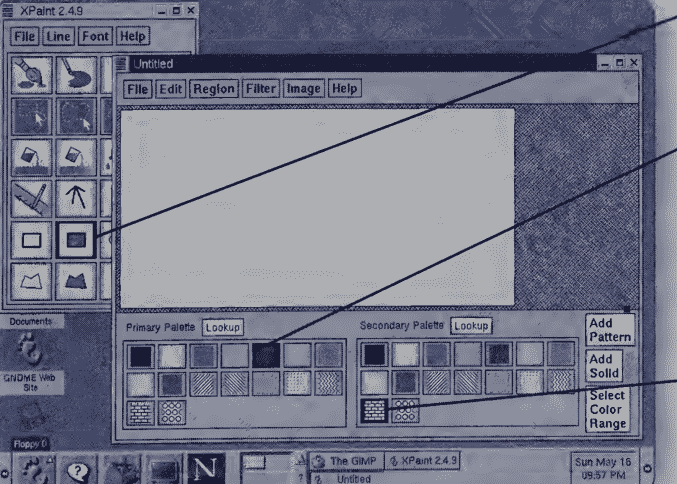 XPaint 2.4.9
File Line Font Help
Untitled
File Edit Region Filter Image Help
Primary Palette Lookup
Secondary Palette Lookup
Add Pattern
Add Solid
Select Color Range
Documents
GNOME Web Site
Floppy 0
N
The GIMP
XPaint 2.4.9
Untitled
Sun May 16
09:57 PM